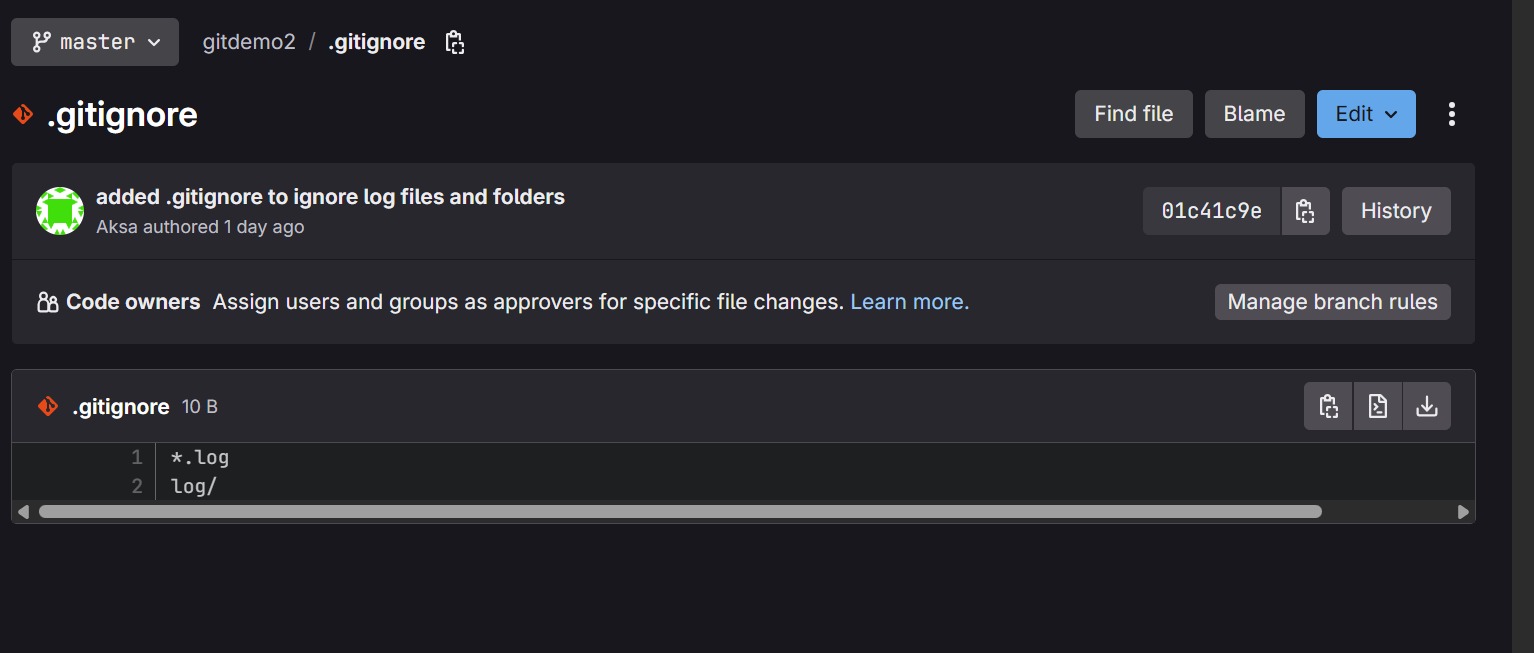 master gitdemo2 / .gitignore
.gitignore Find file Blame Edit
added .gitignore to ignore log files and folders
Aksa authored 1 day ago
01c41c9e History
Code owners Assign users and groups as approvers for specific file changes. Learn more. Manage branch rules
.gitignore 10 B
1 *.log
2 log/